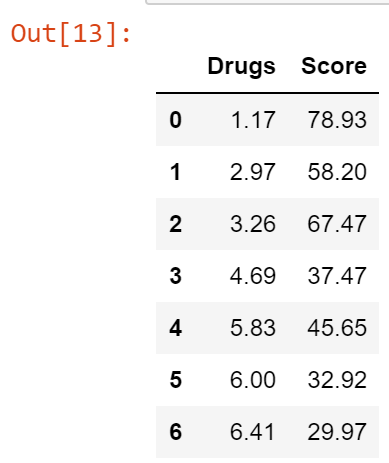 Out[13]:
Drugs Score
0 1.17 78.93
1 2.97 58.20
2 3.26 67.47
3 4.69 37.47
4 5.83 45.65
5 6.00 32.92
6 6.41 29.97